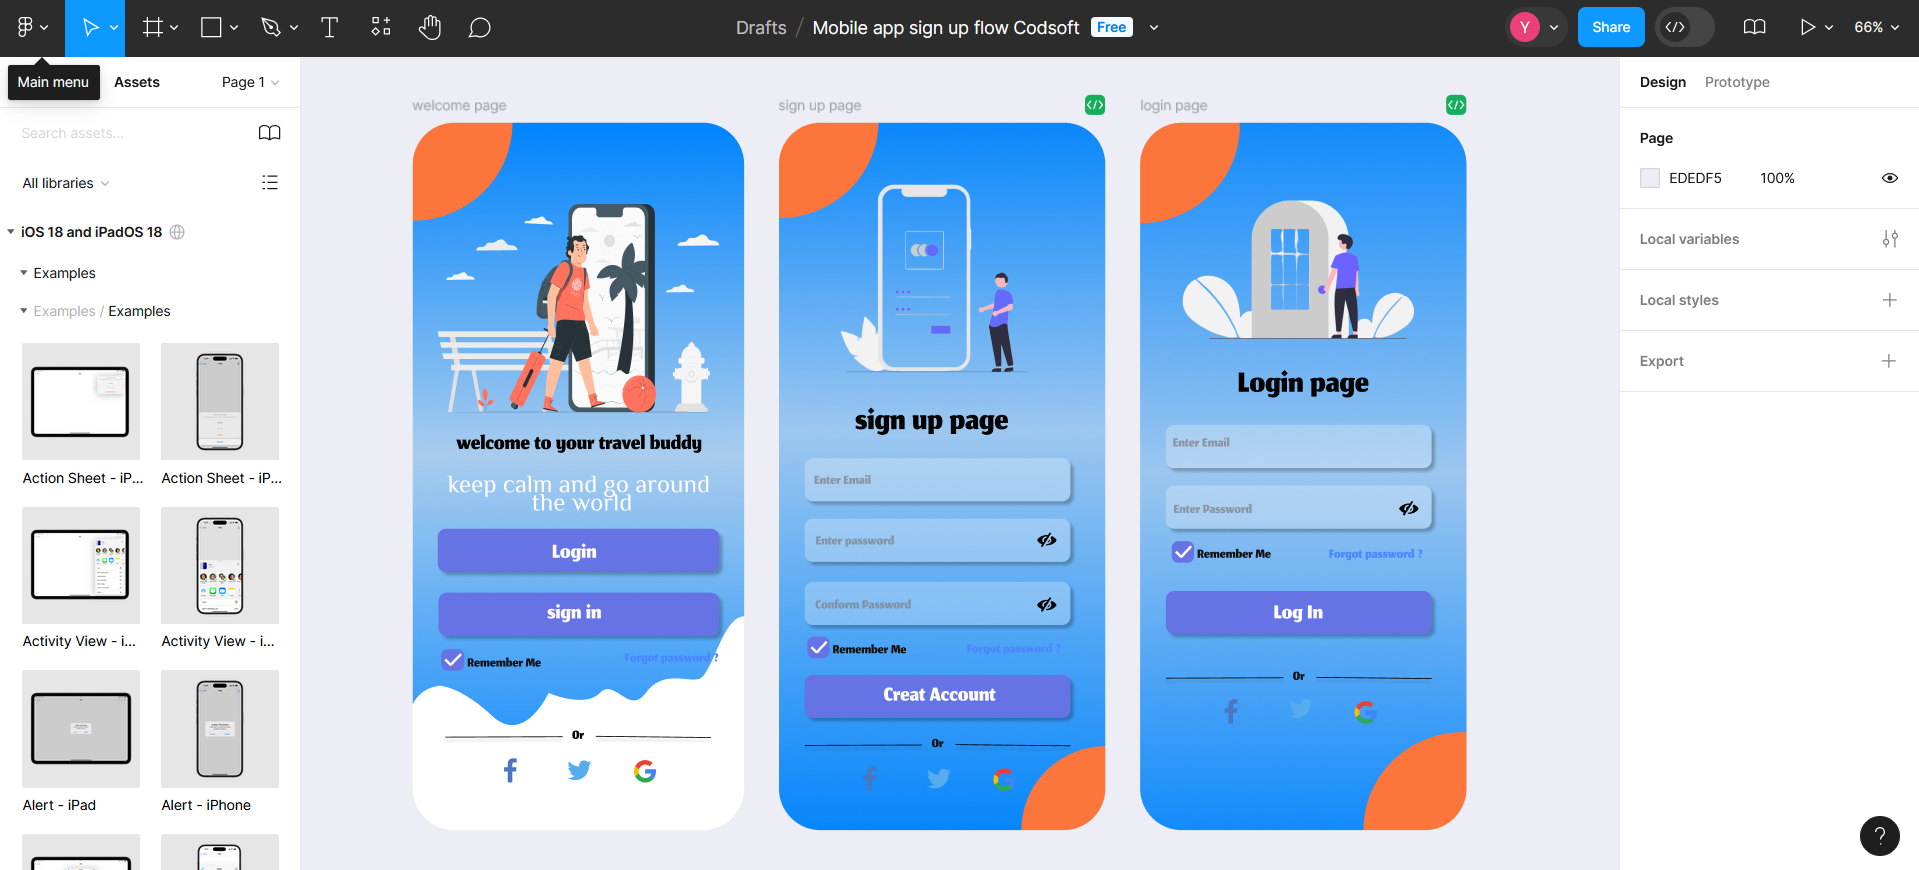 Drafts / Mobile app sign up flow Codsoft Free
Y
Share
66%
Main menu
Assets
Page 1
Search assets...
All libraries
iOS 18 and iPadOS 18
Examples
Examples / Examples
Action Sheet - iP...
Action Sheet - iP...
Activity View - i...
Activity View - i...
Alert - iPad
Alert - iPhone
welcome page
welcome to your travel buddy
keep calm and go around
the world
Login
sign in
Remember Me
Forgot password ?
Or
sign up page
sign up page
Enter Email
Enter password
Conform Password
Remember Me
Forgot password ?
Creat Account
Or
login page
Login page
Enter Email
Enter Password
Remember Me
Forgot password ?
Log In
Or
Design
Prototype
Page
EDEDF5
100%
Local variables
Local styles
Export
?